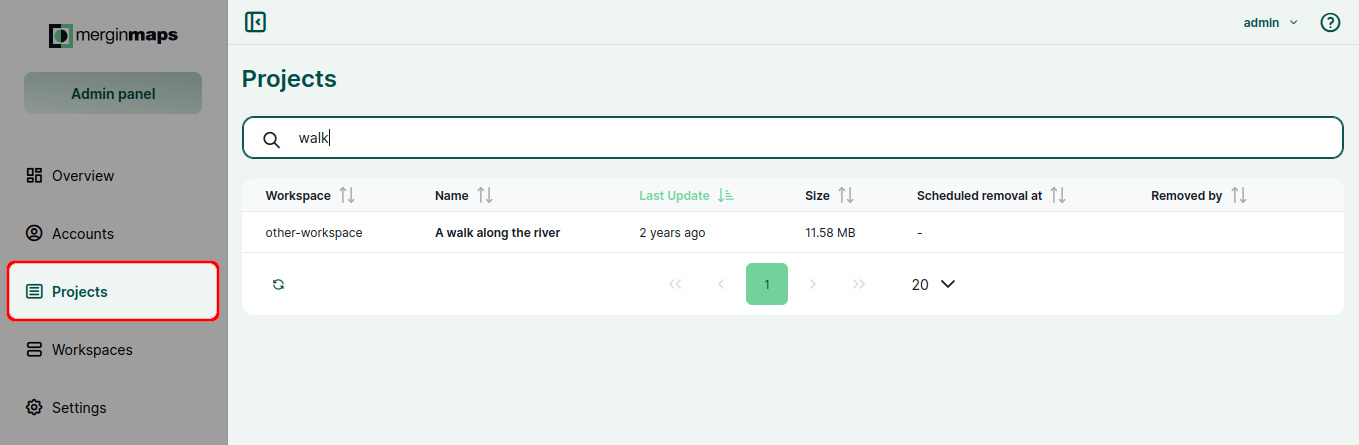 merginmaps
Admin panel
Overview
Accounts
Projects
Workspaces
Settings
admin
Projects
walk
Workspace Name Last Update Size Scheduled removal at Removed by
other-workspace A walk along the river 2 years ago 11.58 MB -
1 20